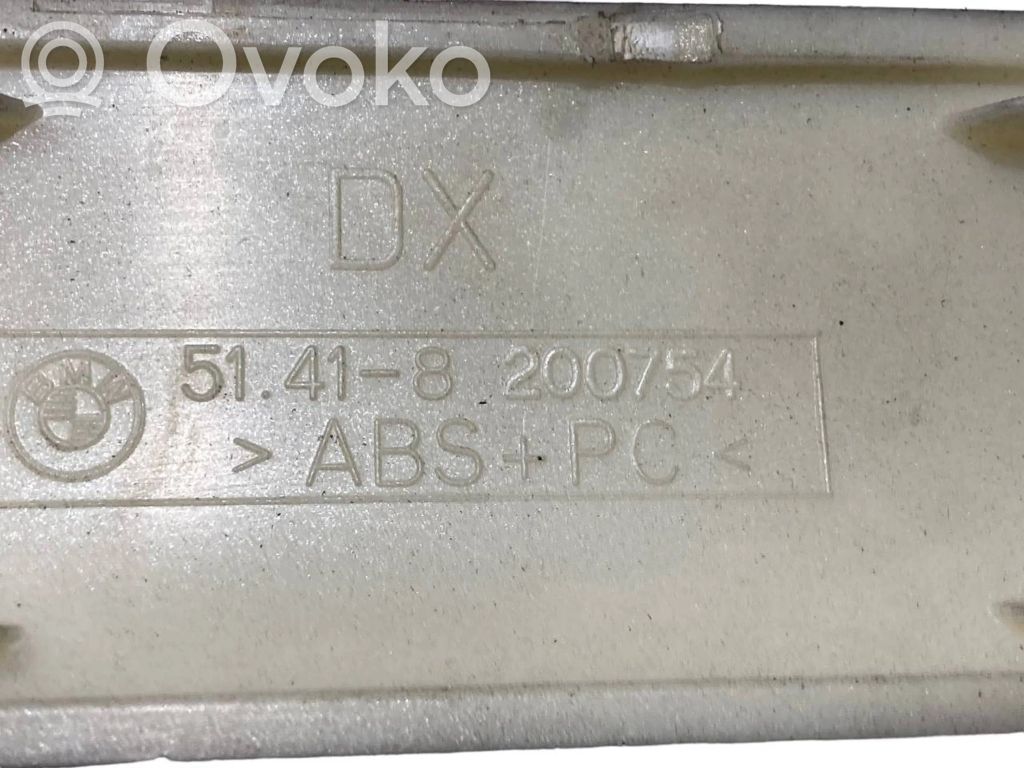 Ovoko
DX
BMW 51.41-8 200754
>ABS+PC<